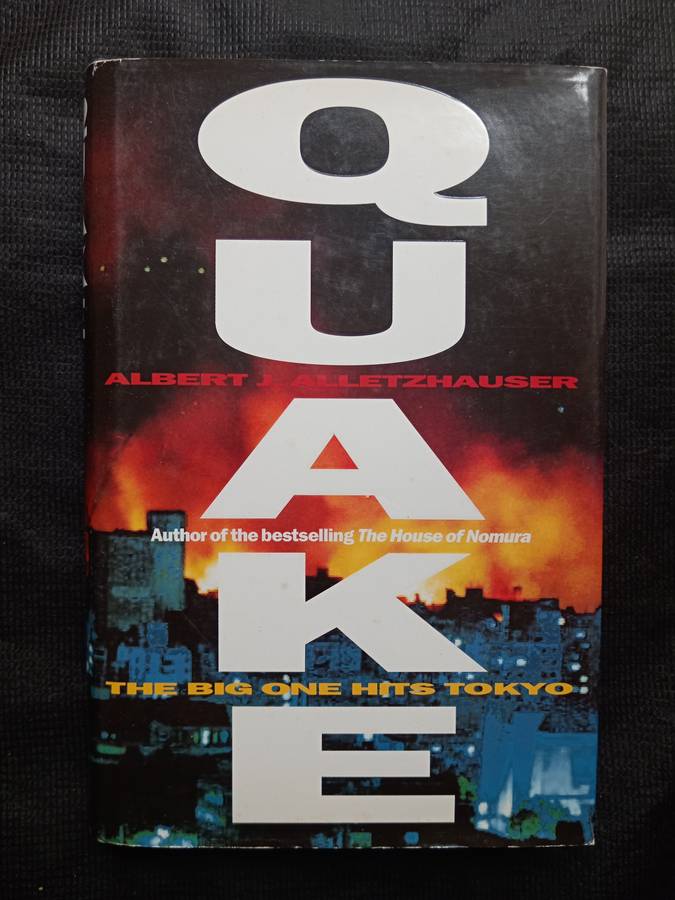 Q
U
ALBERT J. ALLETZHAUSER
A
Author of the bestselling The House of Nomura
K
THE BIG ONE HITS TOKYO
E